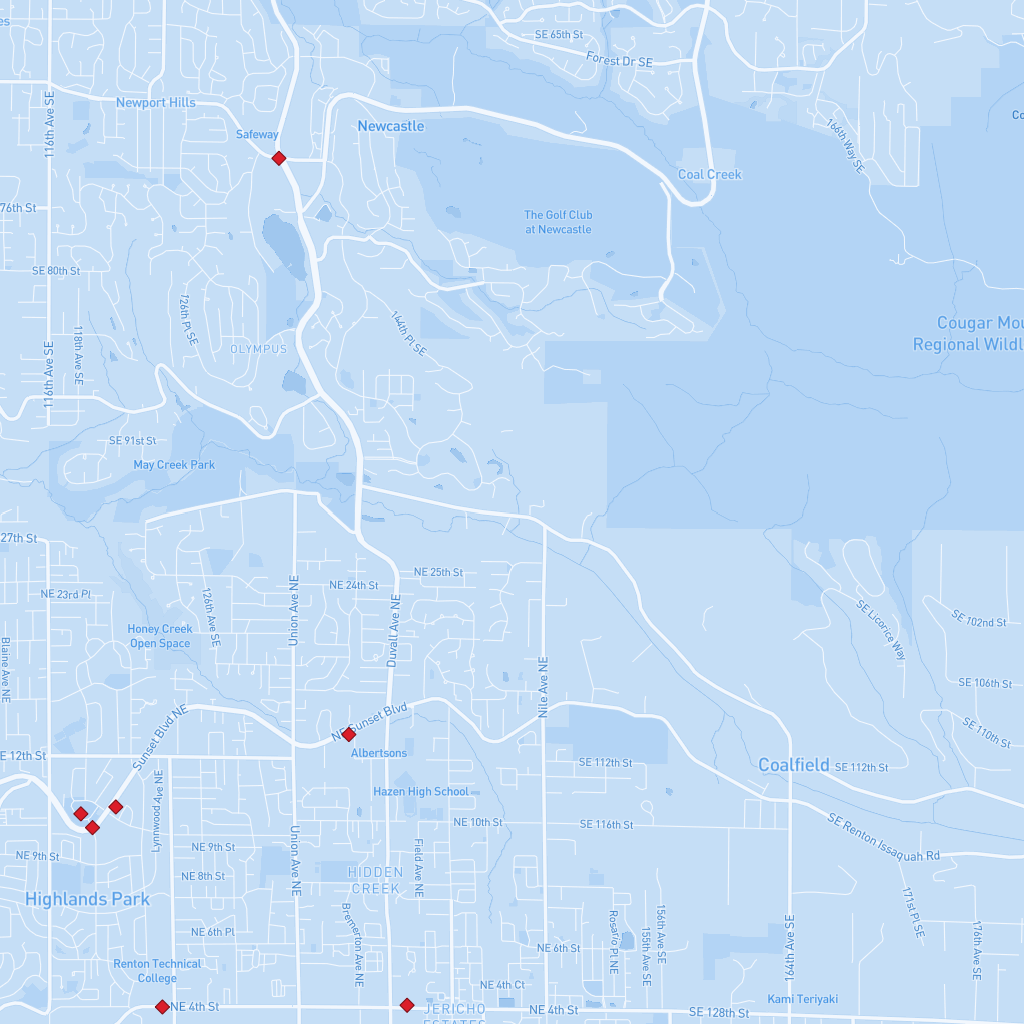 SE 65th St
Forest Dr SE
Newport Hills
116th Ave SE
Safeway
Newcastle
166th Way SE
Coal Creek
76th St
The Golf Club
at Newcastle
SE 80th St
126th Pl SE
118th Ave SE
116th Ave SE
OLYMPUS
144th Pl SE
Cougar Mou
Regional Wildl
SE 91st St
May Creek Park
27th St
NE 23rd Pl
126th Ave SE
Union Ave NE
NE 24th St
NE 25th St
Duvall Ave NE
Honey Creek
Open Space
Blaine Ave NE
SE Licorice Way
SE 102nd St
SE 106th St
SE 110th St
Nile Ave NE
Sunset Blvd NE
NE Sunset Blvd
Albertsons
E 12th St
SE 112th St
Coalfield
SE 112th St
Hazen High School
Lynnwood Ave NE
NE 10th St
SE 116th St
SE Renton Issaquah Rd
NE 9th St
NE 9th St
Union Ave NE
Field Ave NE
NE 8th St
HIDDEN
CREEK
Highlands Park
Bremerton Ave NE
NE 6th Pl
NE 6th St
Rosario Pl NE
155th Ave SE
156th Ave SE
164th Ave SE
171st Pl SE
176th Ave SE
Renton Technical
College
NE 4th St
NE 4th Ct
JERICHO
ESTATES
NE 4th St
SE 128th St
Kami Teriyaki